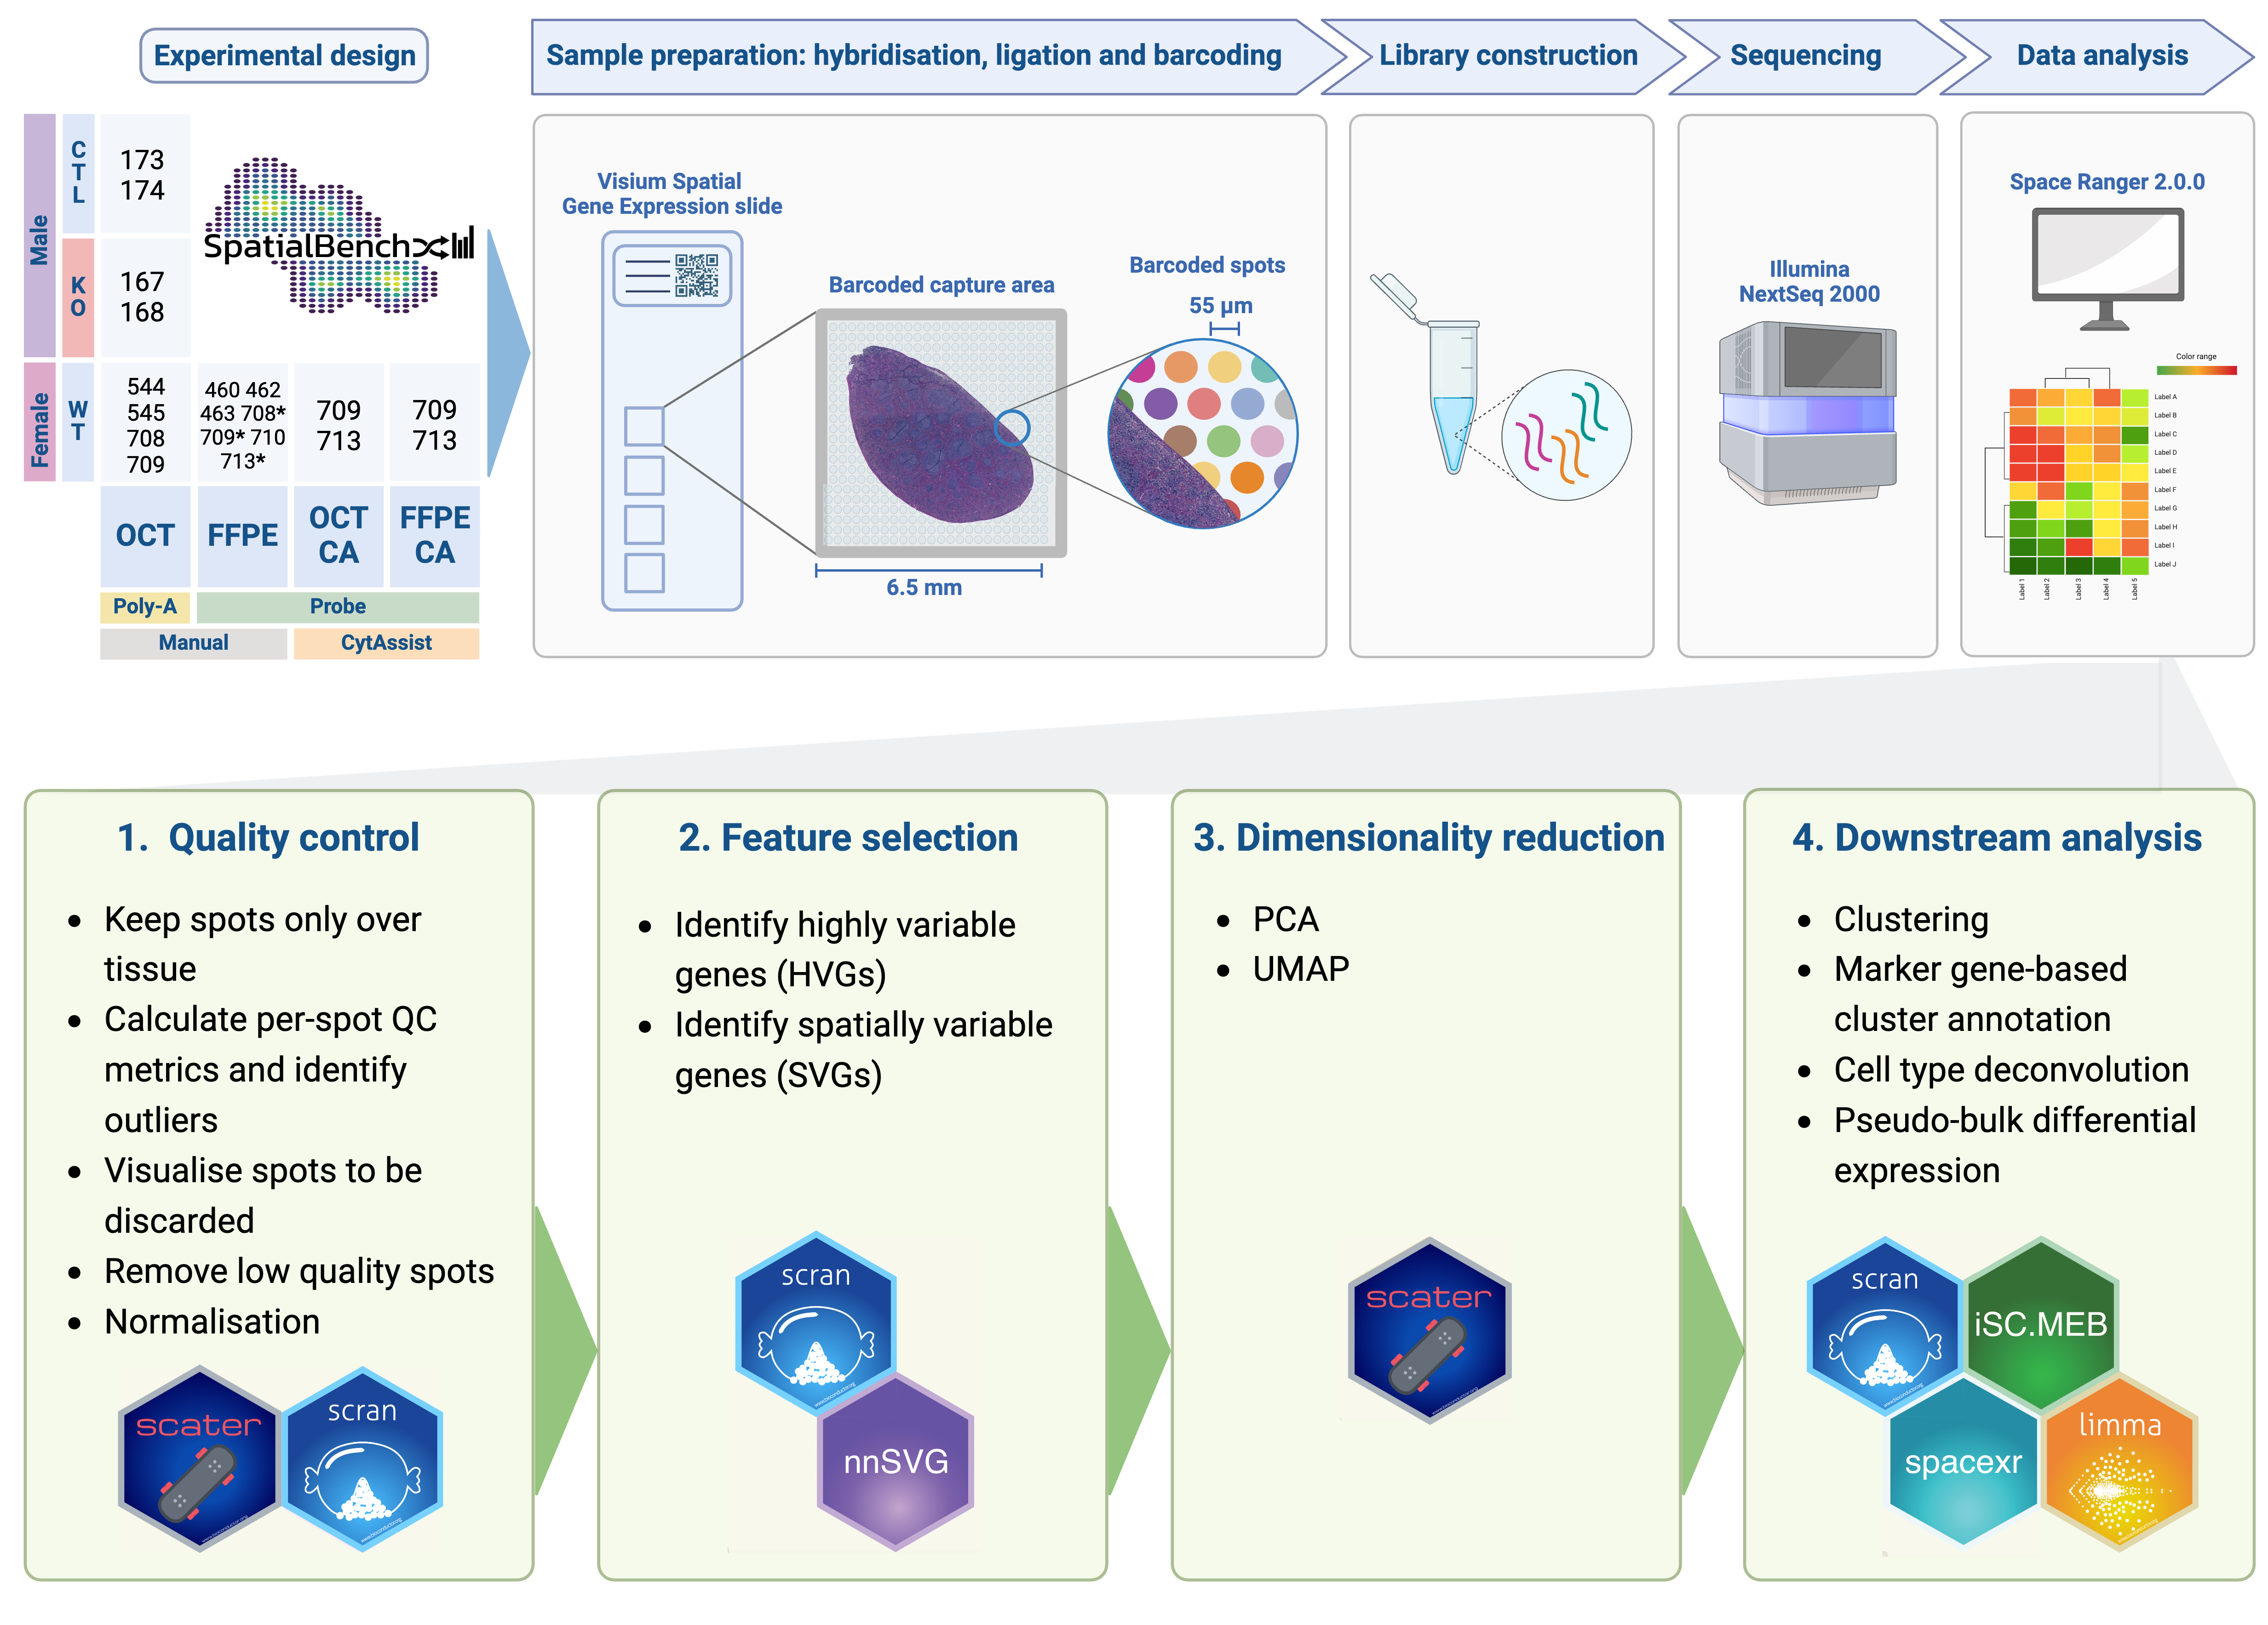 Experimental design
Sample preparation: hybridisation, ligation and barcoding
Library construction
Sequencing
Data analysis
Male
Female
CTL
KO
WT
173
174
167
168
544
545
708
709
460 462
463 708*
709* 710
713*
709
713
709
713
OCT
FFPE
OCT
CA
FFPE
CA
Poly-A
Probe
Manual
CytAssist
SpatialBench
Visium Spatial
Gene Expression slide
Barcoded capture area
6.5 mm
Barcoded spots
55 µm
Illumina
NextSeq 2000
Space Ranger 2.0.0
Color range
Label A
Label B
Label C
Label D
Label E
Label F
Label G
Label H
Label I
Label J
Label 1
Label 2
Label 3
Label 4
Label 5
1. Quality control
• Keep spots only over
tissue
• Calculate per-spot QC
metrics and identify
outliers
• Visualise spots to be
discarded
• Remove low quality spots
• Normalisation
scater
scran
2. Feature selection
• Identify highly variable
genes (HVGs)
• Identify spatially variable
genes (SVGs)
scran
nnSVG
3. Dimensionality reduction
• PCA
• UMAP
scater
4. Downstream analysis
• Clustering
• Marker gene-based
cluster annotation
• Cell type deconvolution
• Pseudo-bulk differential
expression
scran
iSC.MEB
spacexr
limma